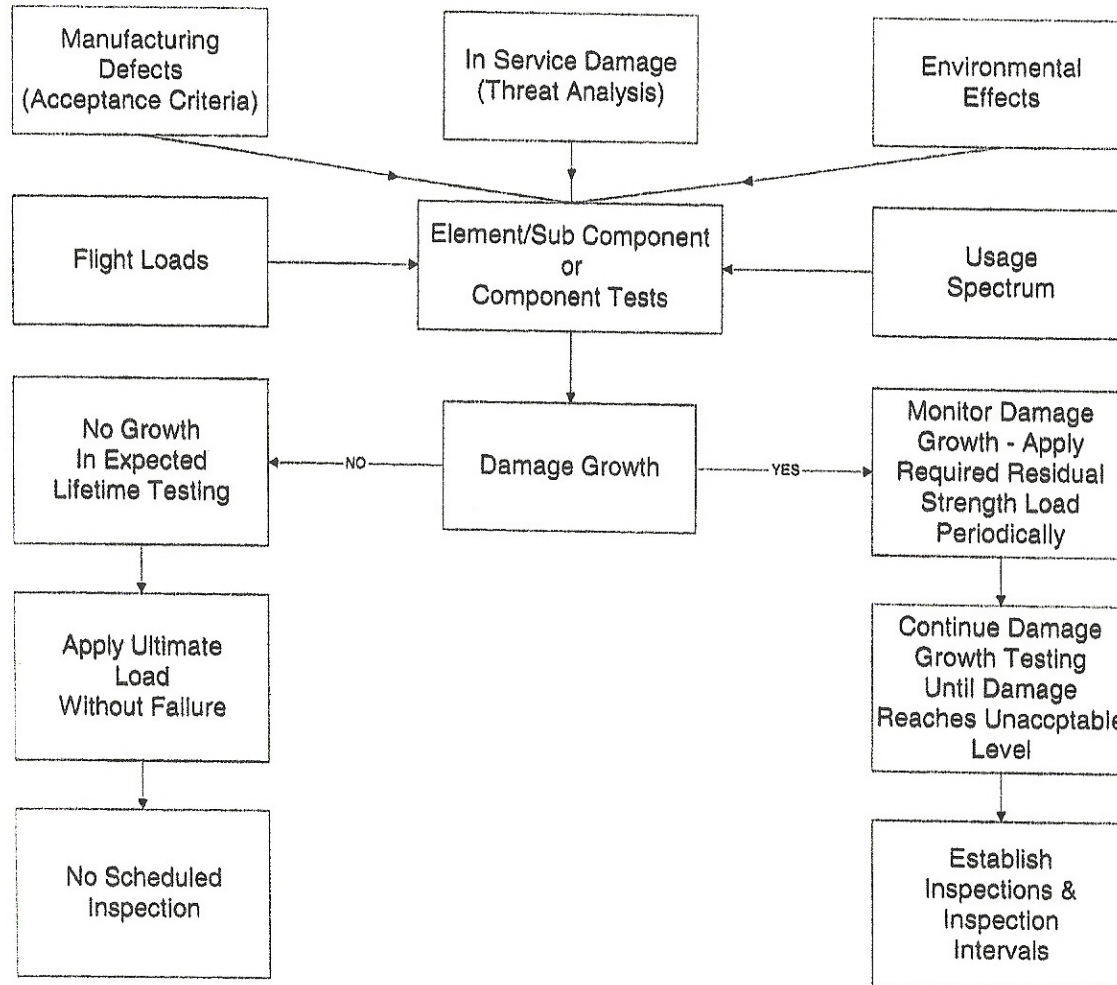 Manufacturing
Defects
(Acceptance Criteria)
In Service Damage
(Threat Analysis)
Environmental
Effects
Flight Loads
Element/Sub Component
or
Component Tests
Usage
Spectrum
No Growth
In Expected
Lifetime Testing
NO
Damage Growth
YES
Monitor Damage
Growth - Apply
Required Residual
Strength Load
Periodically
Apply Ultimate
Load
Without Failure
Continue Damage
Growth Testing
Until Damage
Reaches Unaccptable
Level
No Scheduled
Inspection
Establish
Inspections &
Inspection
Intervals